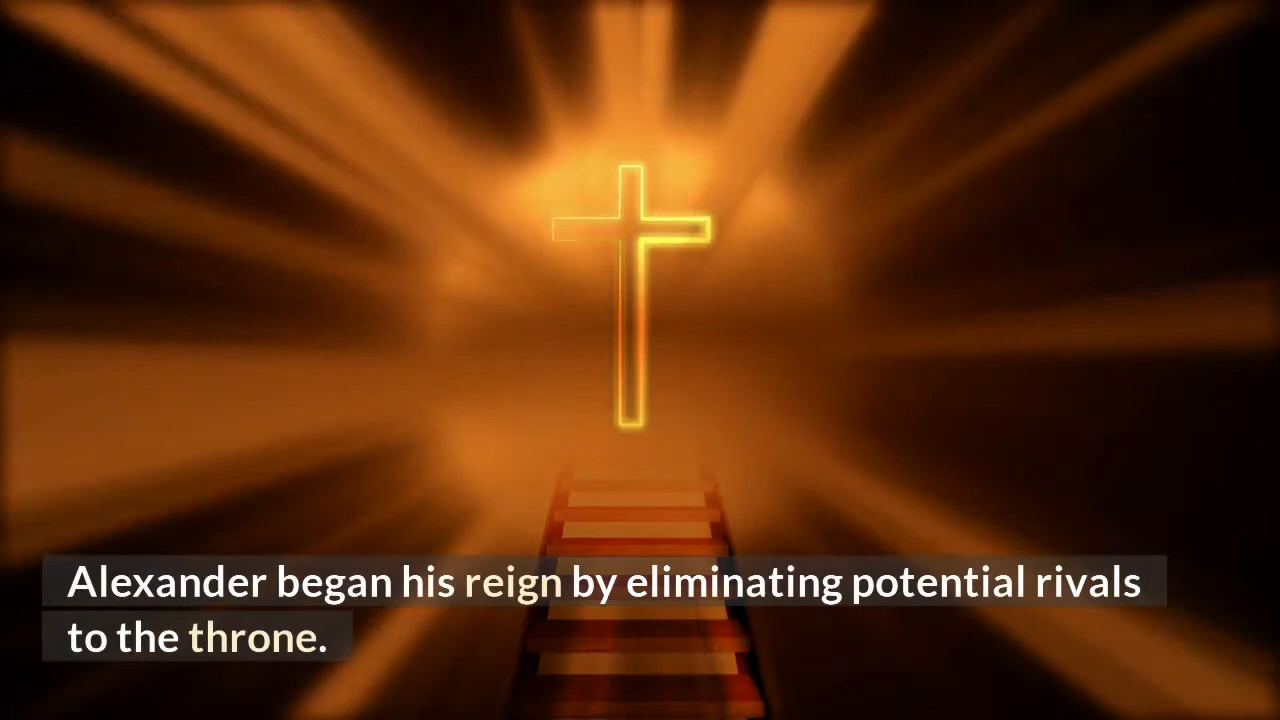 Alexander began his reign by eliminating potential rivals
to the throne.